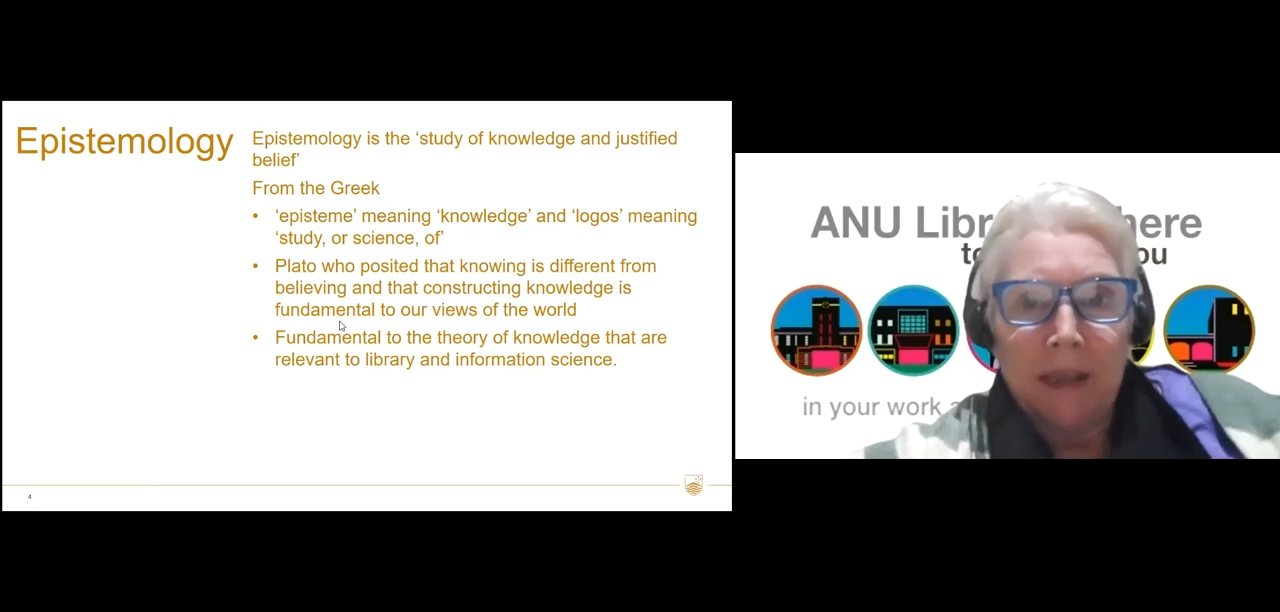 Epistemology
Epistemology is the ‘study of knowledge and justified
belief’
From the Greek
• ‘episteme’ meaning ‘knowledge’ and ‘logos’ meaning
‘study, or science, of’
• Plato who posited that knowing is different from
believing and that constructing knowledge is
fundamental to our views of the world
• Fundamental to the theory of knowledge that are
relevant to library and information science.
4
ANU Libr here
to ou
in your work a